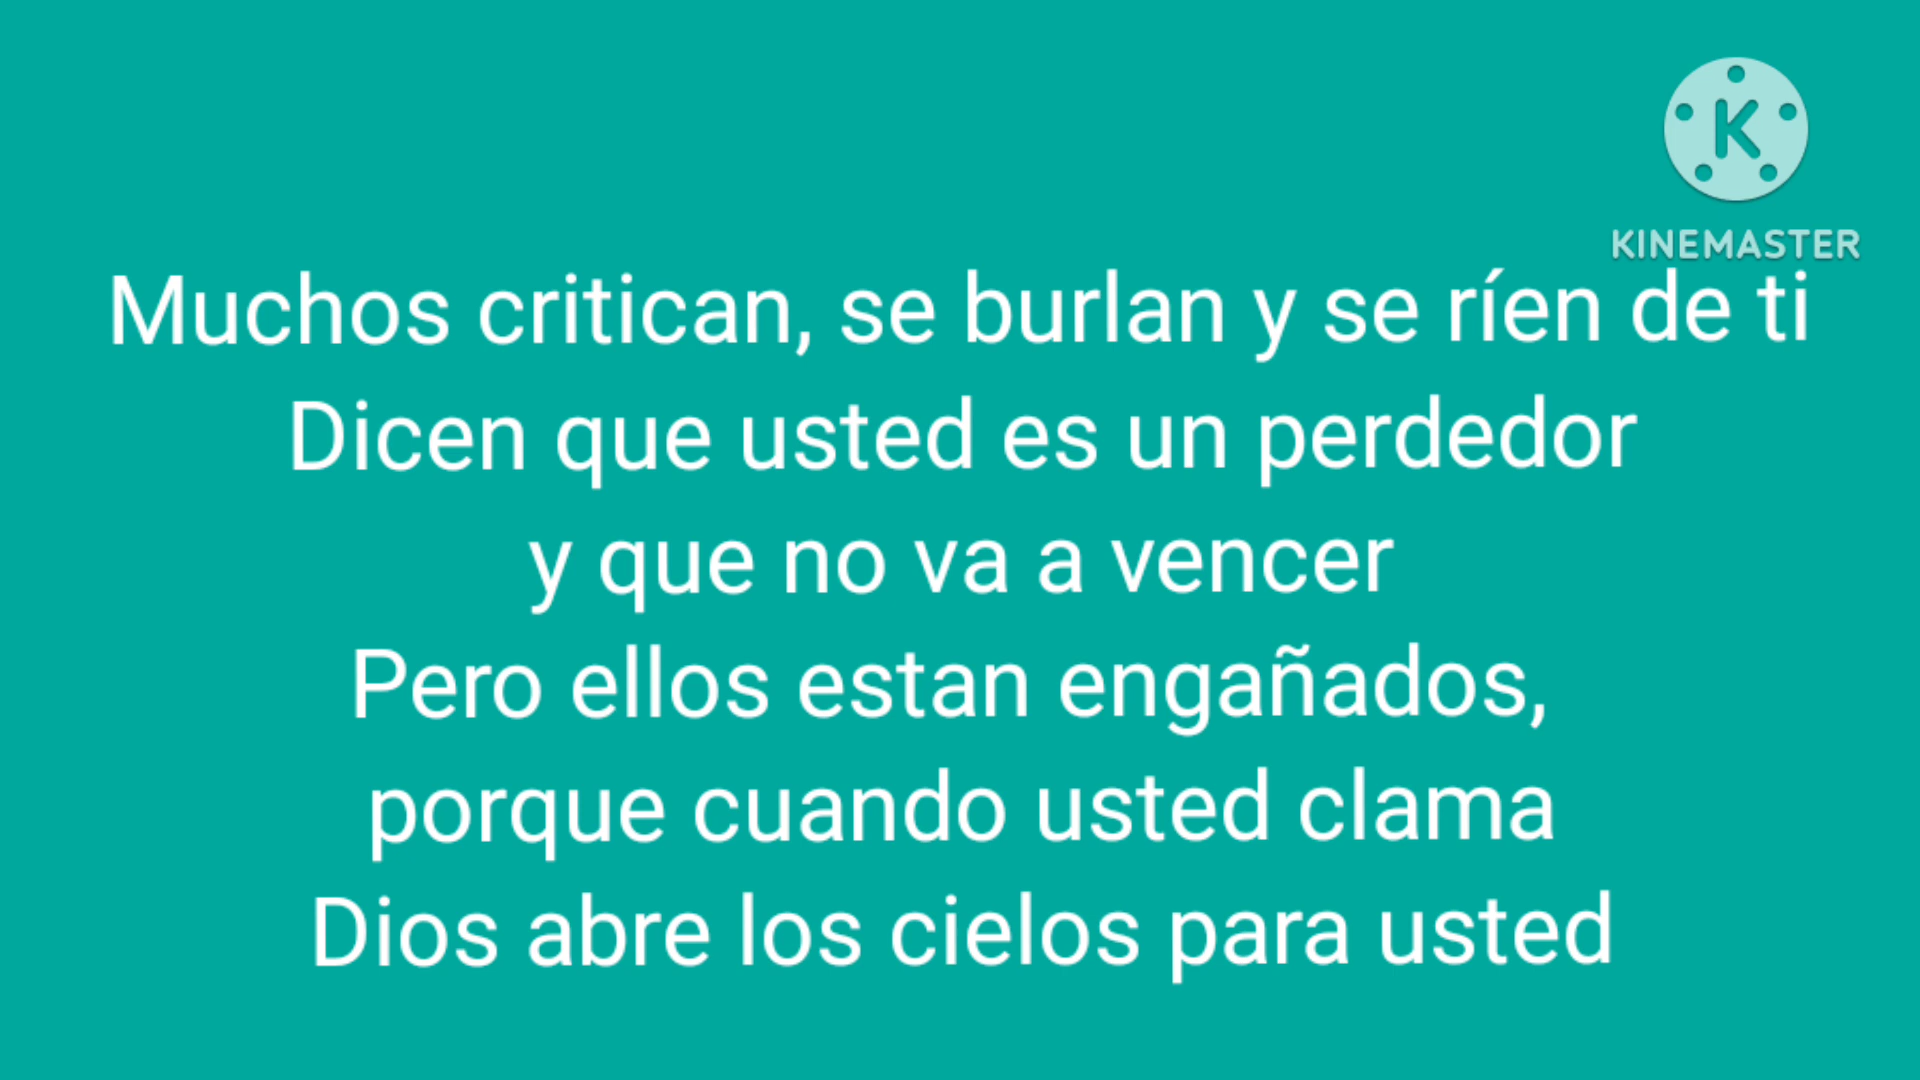 KINEMASTER
Muchos critican, se burlan y se ríen de ti
Dicen que usted es un perdedor
y que no va a vencer
Pero ellos estan engañados,
porque cuando usted clama
Dios abre los cielos para usted